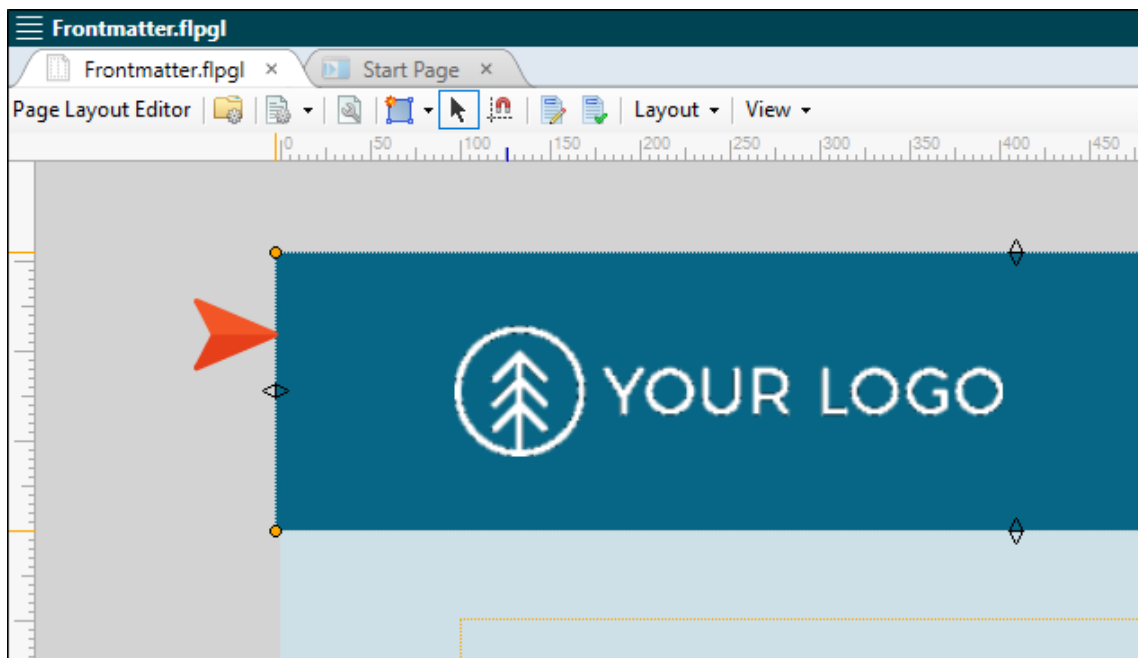 Frontmatter.flpgl
Frontmatter.flpgl × Start Page ×
Page Layout Editor Layout View
0 50 100 150 200 250 300 350 400 450
YOUR LOGO